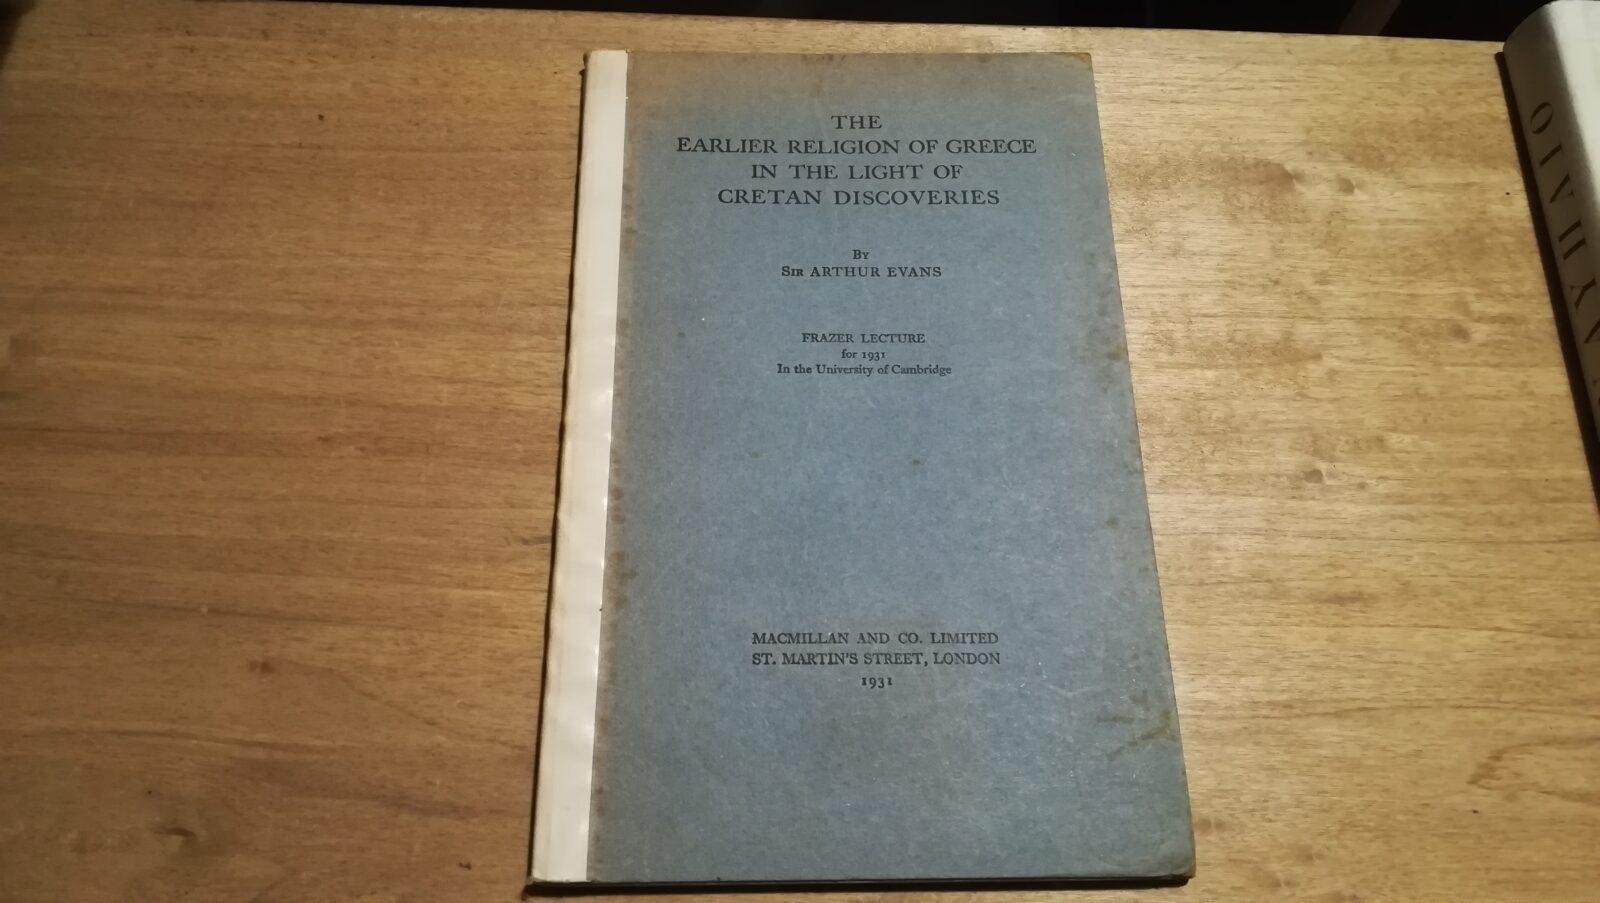 THE
EARLIER RELIGION OF GREECE
IN THE LIGHT OF
CRETAN DISCOVERIES
By
Sir ARTHUR EVANS
FRAZER LECTURE
for 1931
In the University of Cambridge
MACMILLAN AND CO. LIMITED
ST. MARTIN'S STREET, LONDON
1931